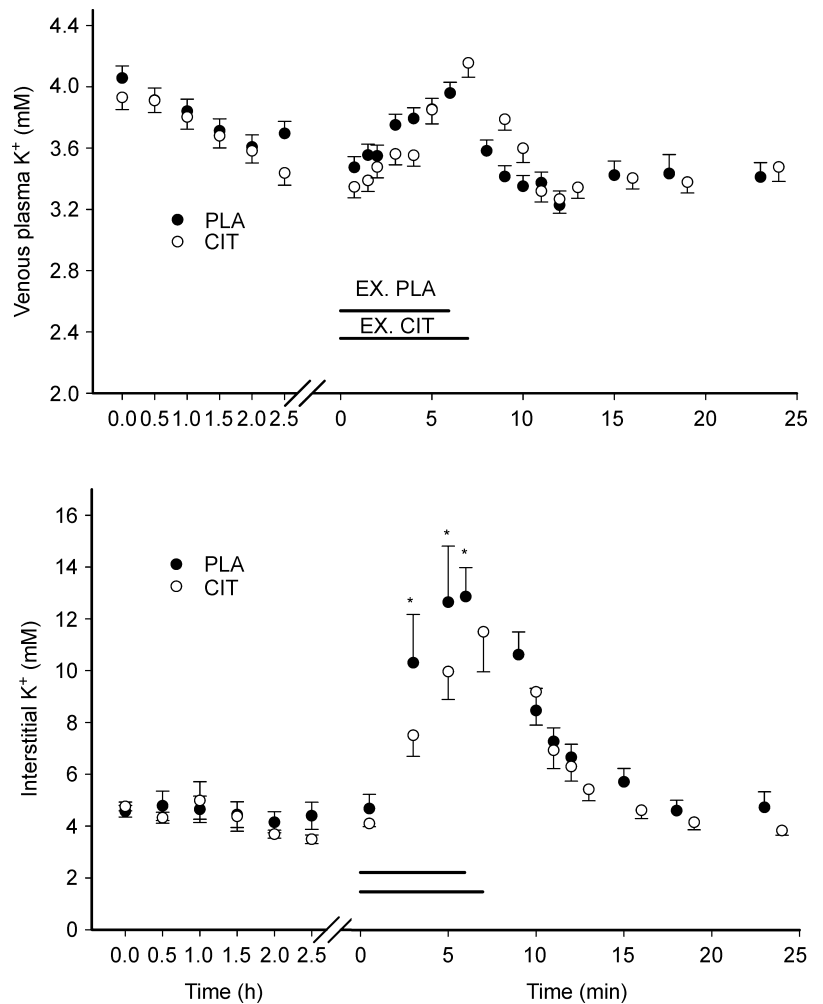 4.4
4.0
3.6
3.2
2.8
2.4
2.0
Venous plasma K⁺ (mM)
PLA
CIT
EX. PLA
EX. CIT
0.0 0.5 1.0 1.5 2.0 2.5 0 5 10 15 20 25
16
14
12
10
8
6
4
2
0
Interstitial K⁺ (mM)
PLA
CIT
* * *
0.0 0.5 1.0 1.5 2.0 2.5 0 5 10 15 20 25
Time (h) Time (min)